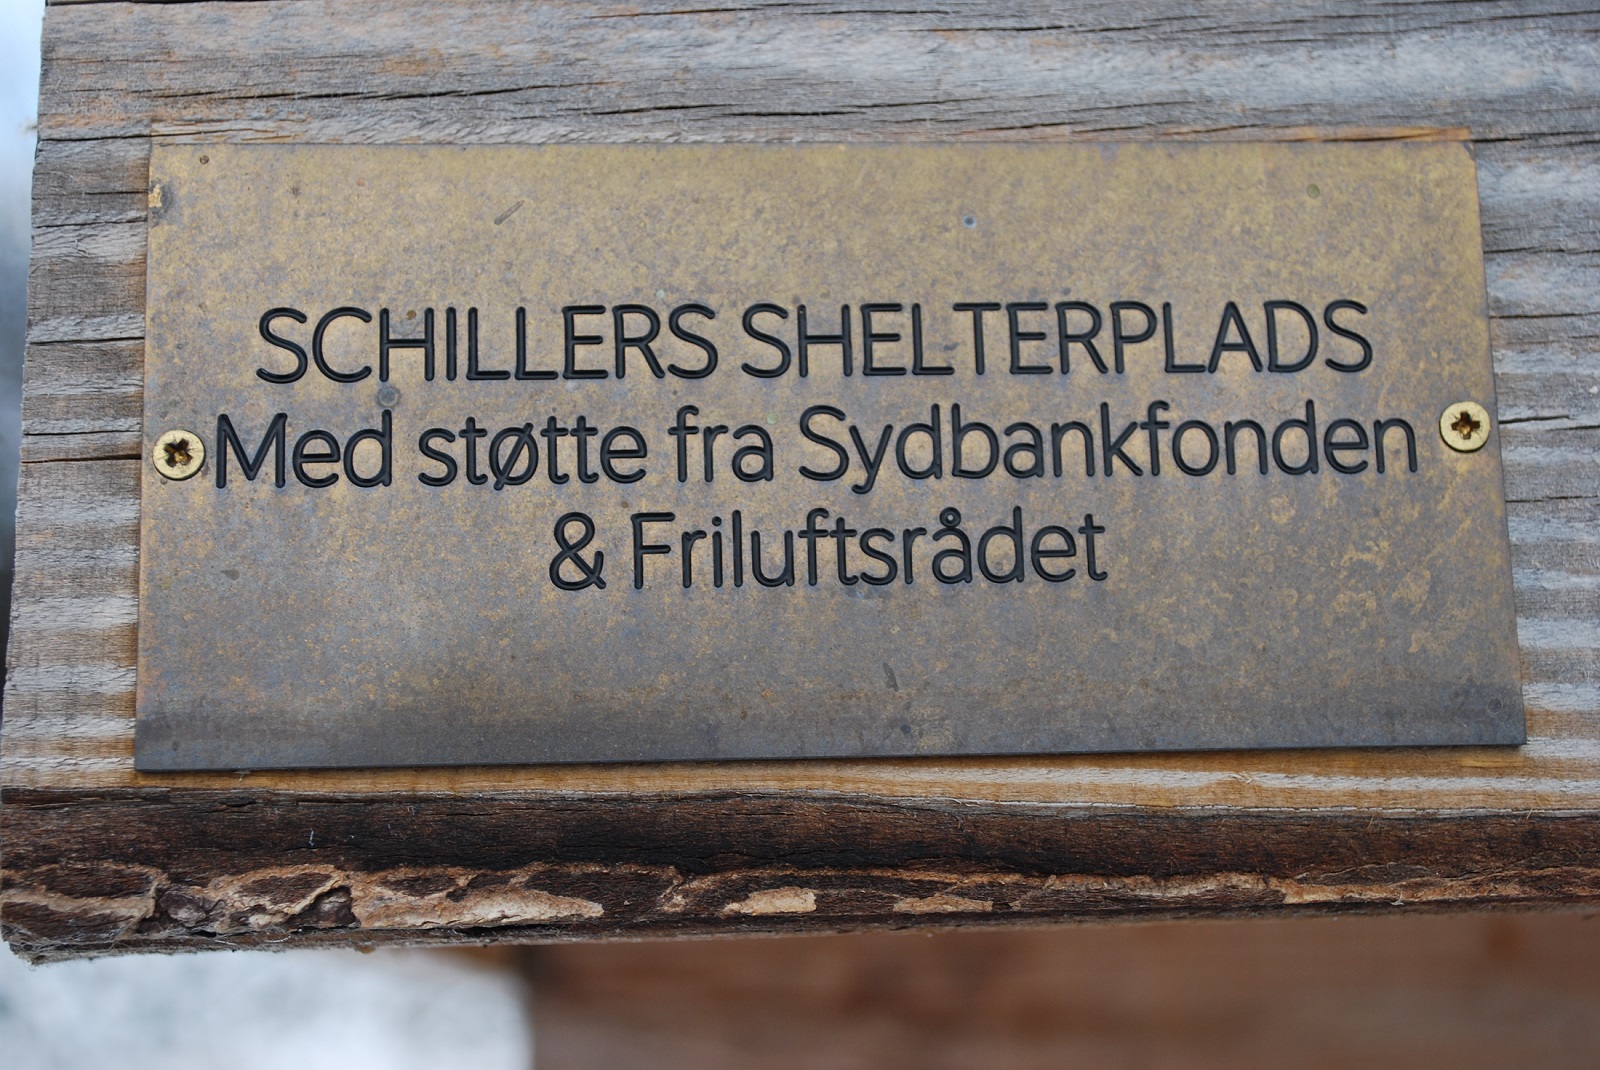 SCHILLERS SHELTERPLADS
Med støtte fra Sydbankfonden
& Friluftsrådet